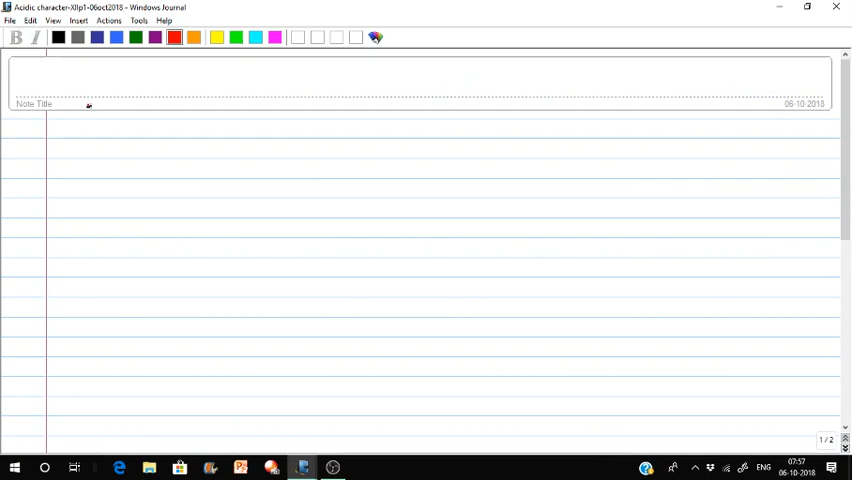 Acidic character-XIIp1-06oct2018 - Windows Journal
File Edit View Insert Actions Tools Help
B I
Note Title 06-10-2018
1 / 2
ENG 07:57
06-10-2018